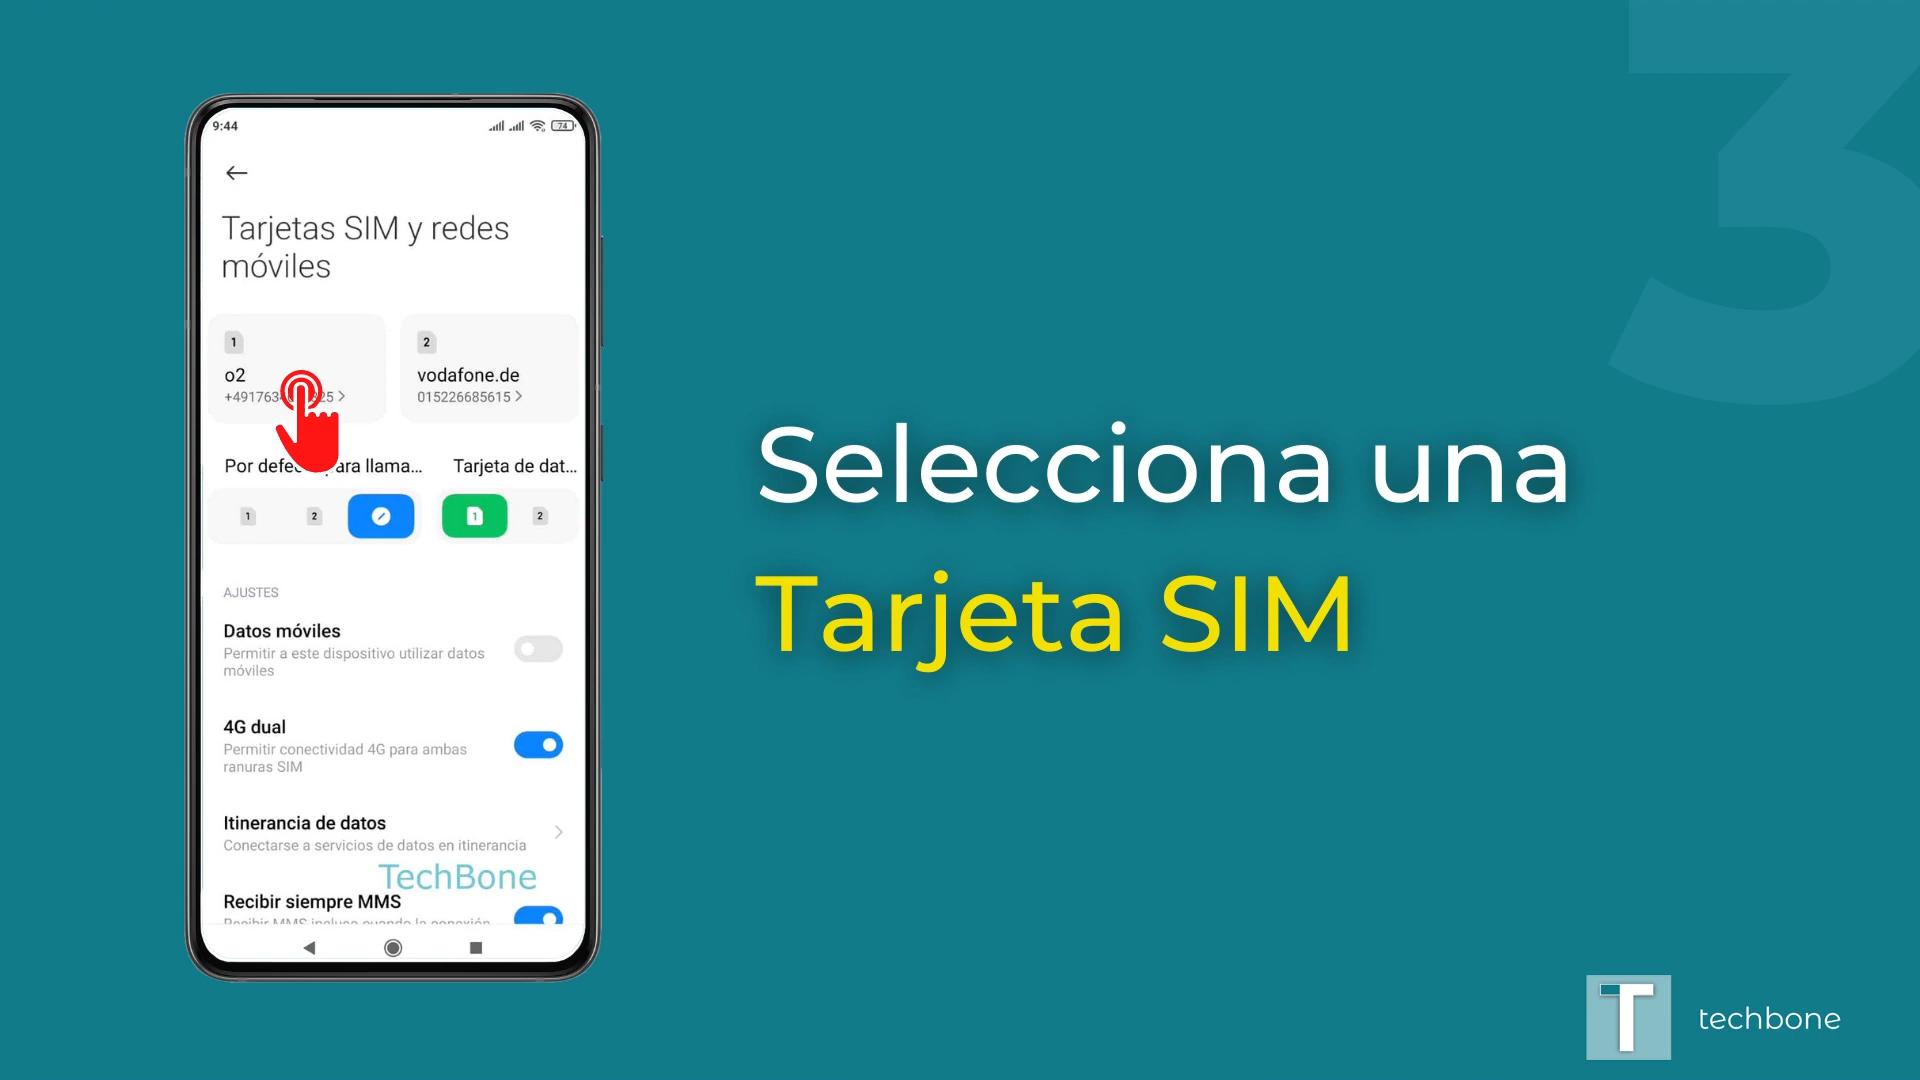 3
9:44
74
Tarjetas SIM y redes
móviles
1
o2
2
vodafone.de
015226685615
Por defe ara llama...
Tarjeta de dat...
1
2
1
2
AJUSTES
Datos móviles
Permitir a este dispositivo utilizar datos
móviles
4G dual
Permitir conectividad 4G para ambas
ranuras SIM
Itinerancia de datos
Conectarse a servicios de datos en itinerancia
TechBone
Recibir siempre MMS
Selecciona una
Tarjeta SIM
T
techbone